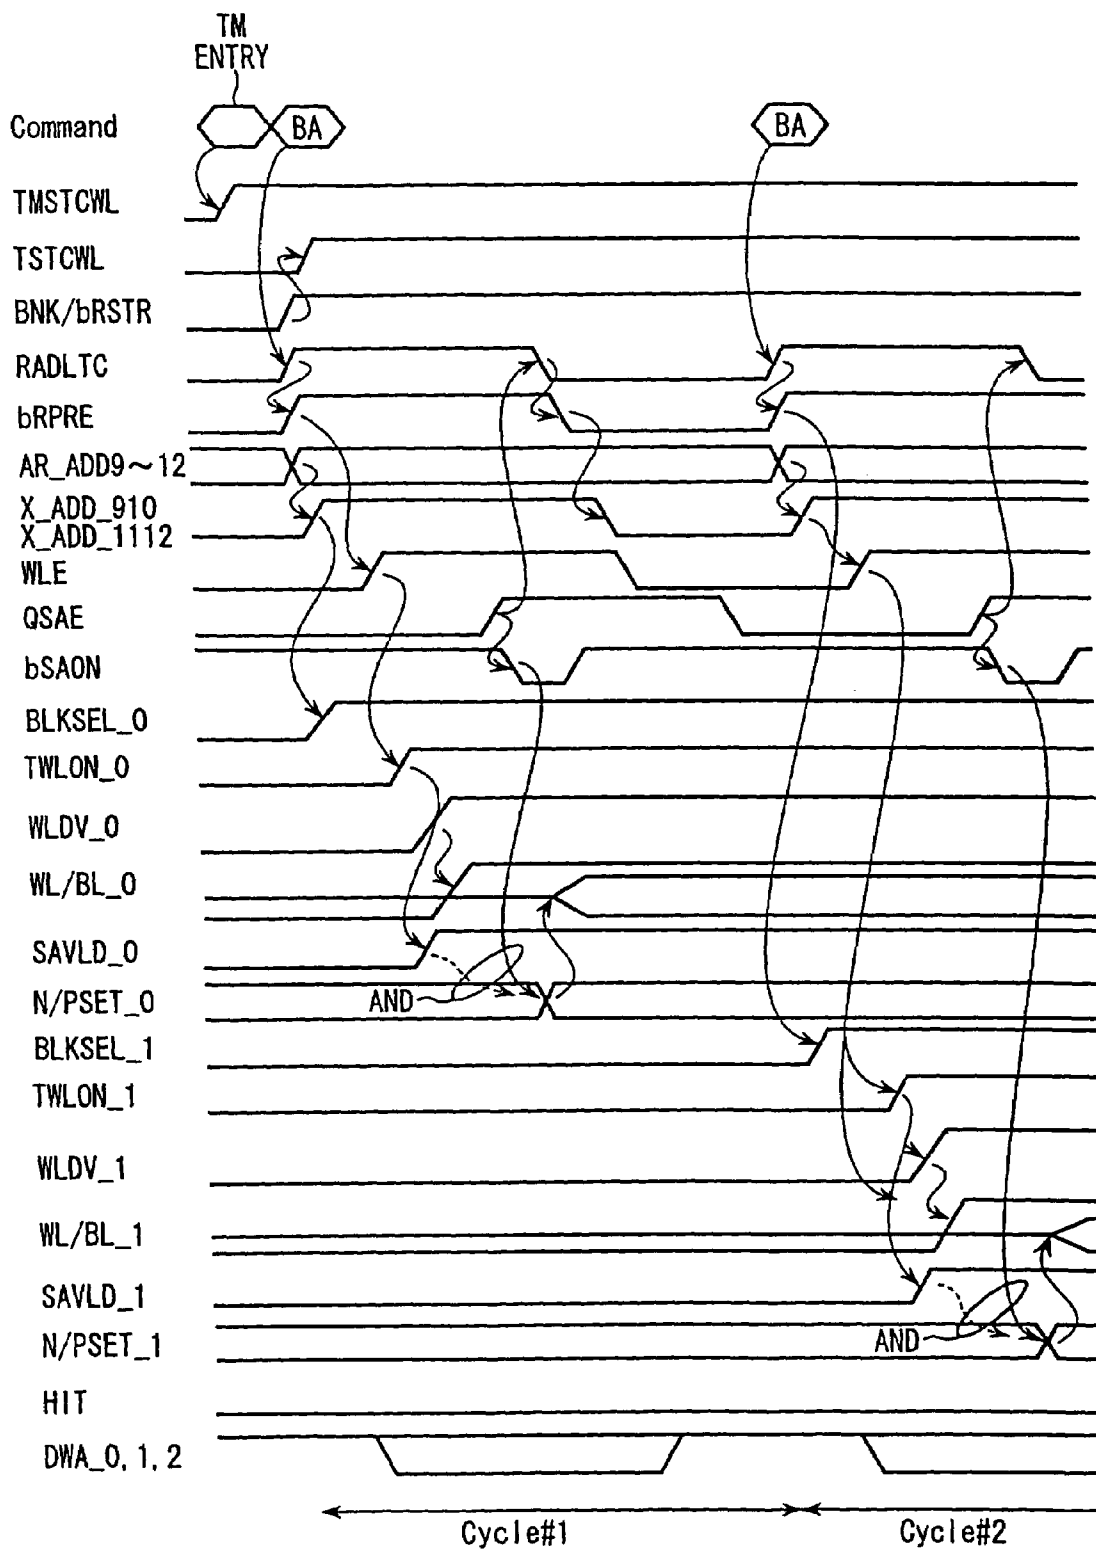 TM
ENTRY
Command
BA
BA
TMSTCWL
TSTCWL
BNK/bRSTR
RADLTC
bRPRE
AR_ADD9~12
X_ADD_910
X_ADD_1112
WLE
QSAE
bSAON
BLKSEL_0
TWLON_0
WLDV_0
WL/BL_0
SAVLD_0
N/PSET_0
AND
BLKSEL_1
TWLON_1
WLDV_1
WL/BL_1
SAVLD_1
N/PSET_1
AND
HIT
DWA_0,1,2
Cycle#1
Cycle#2